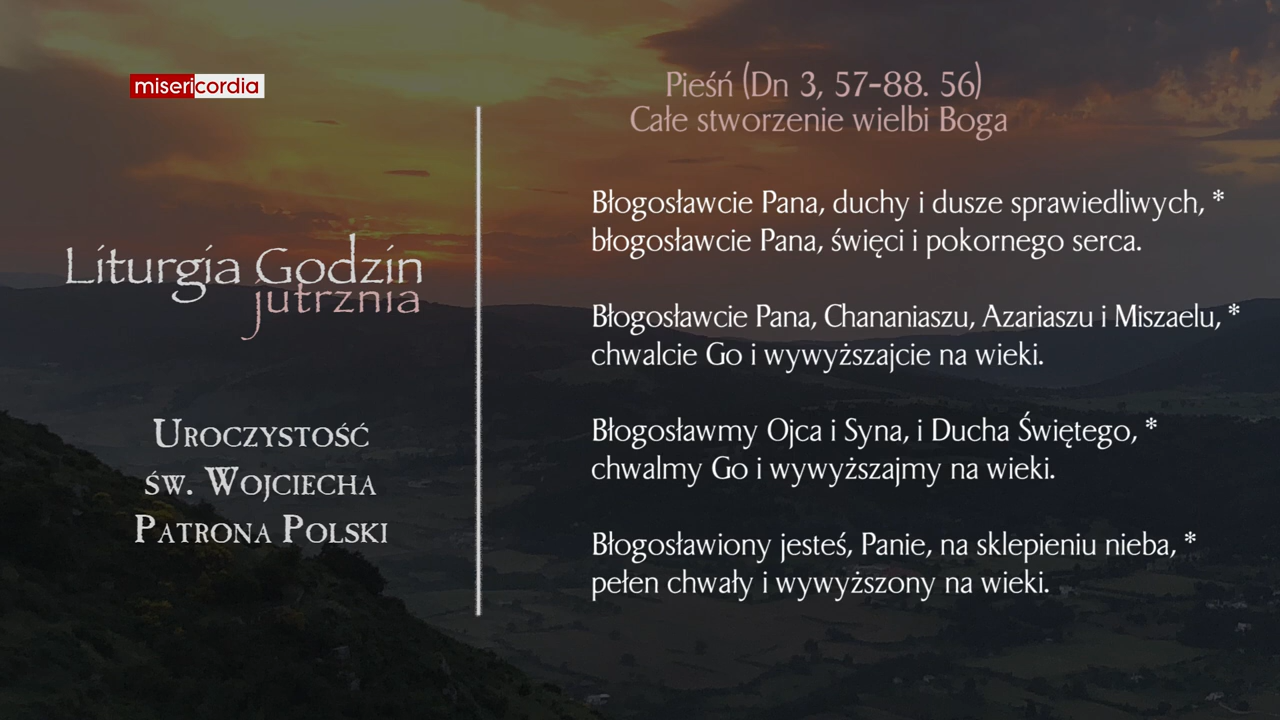 misericordia
Liturgia Godzin
jutrznia
Uroczystość
św. Wojciecha
Patrona Polski
Pieśń (Dn 3, 57-88. 56)
Całe stworzenie wielbi Boga
Błogosławcie Pana, duchy i dusze sprawiedliwych, *
błogosławcie Pana, święci i pokornego serca.
Błogosławcie Pana, Chananiaszu, Azariaszu i Miszaelu, *
chwalcie Go i wywyższajcie na wieki.
Błogosławmy Ojca i Syna, i Ducha Świętego, *
chwalmy Go i wywyższajmy na wieki.
Błogosławiony jesteś, Panie, na sklepieniu nieba, *
pełen chwały i wywyższony na wieki.